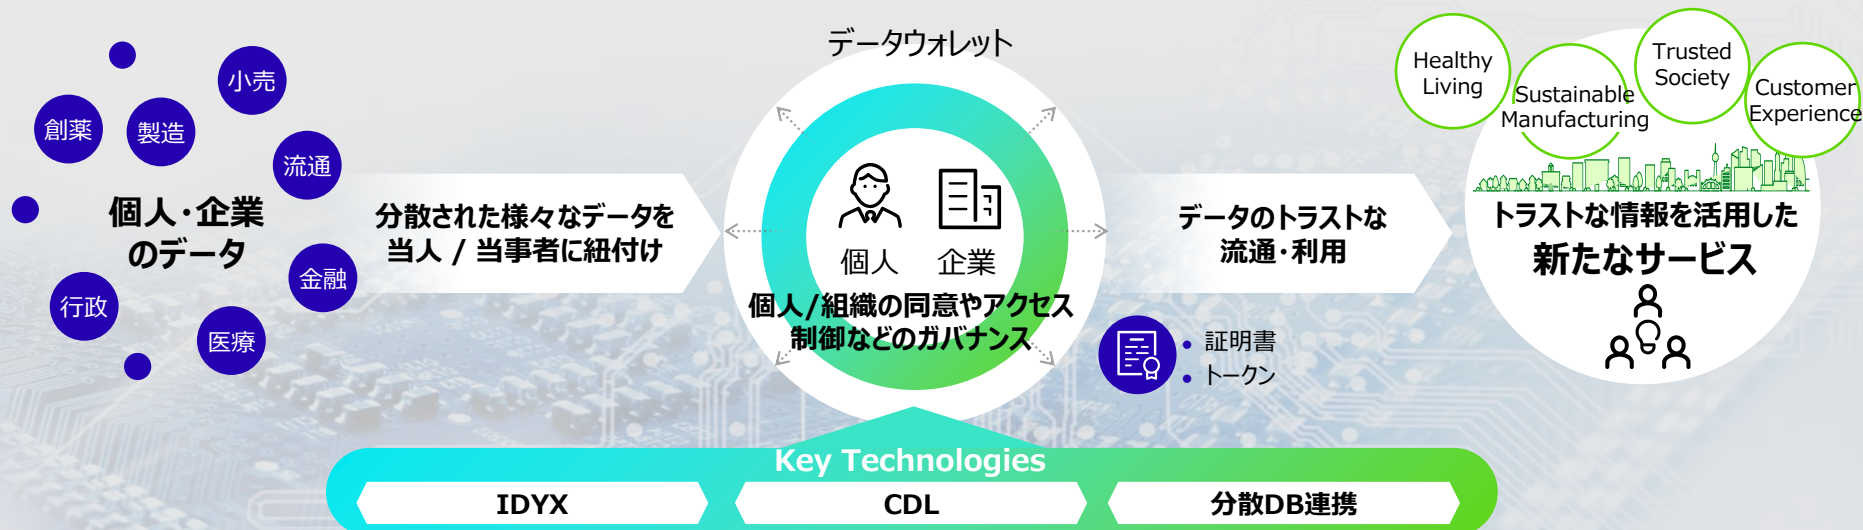 小売
創薬
製造
流通
個人・企業
のデータ
金融
行政
医療
分散された様々なデータを
当人 / 当事者に紐付け
データウォレット
個人
企業
個人/組織の同意やアクセス
制御などのガバナンス
データのトラストな
流通・利用
証明書
トークン
Healthy
Living
Sustainable
Manufacturing
Trusted
Society
Customer
Experience
トラストな情報を活用した
新たなサービス
Key Technologies
IDYX
CDL
分散DB連携